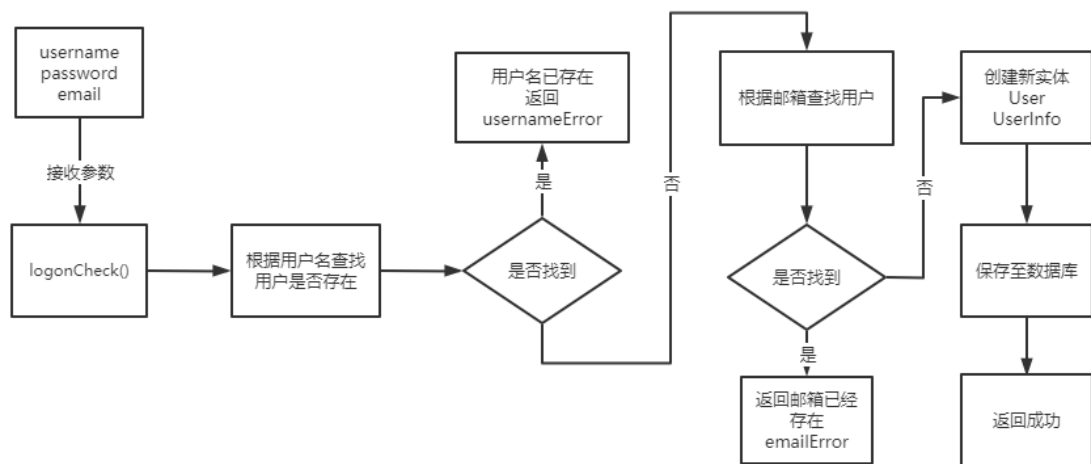 username
password
email
接收参数
logonCheck()
根据用户名查找
用户是否存在
是否找到
是
用户名已存在
返回
usernameError
否
根据邮箱查找用户
是否找到
是
返回邮箱已经
存在
emailError
否
创建新实体
User
UserInfo
保存至数据库
返回成功